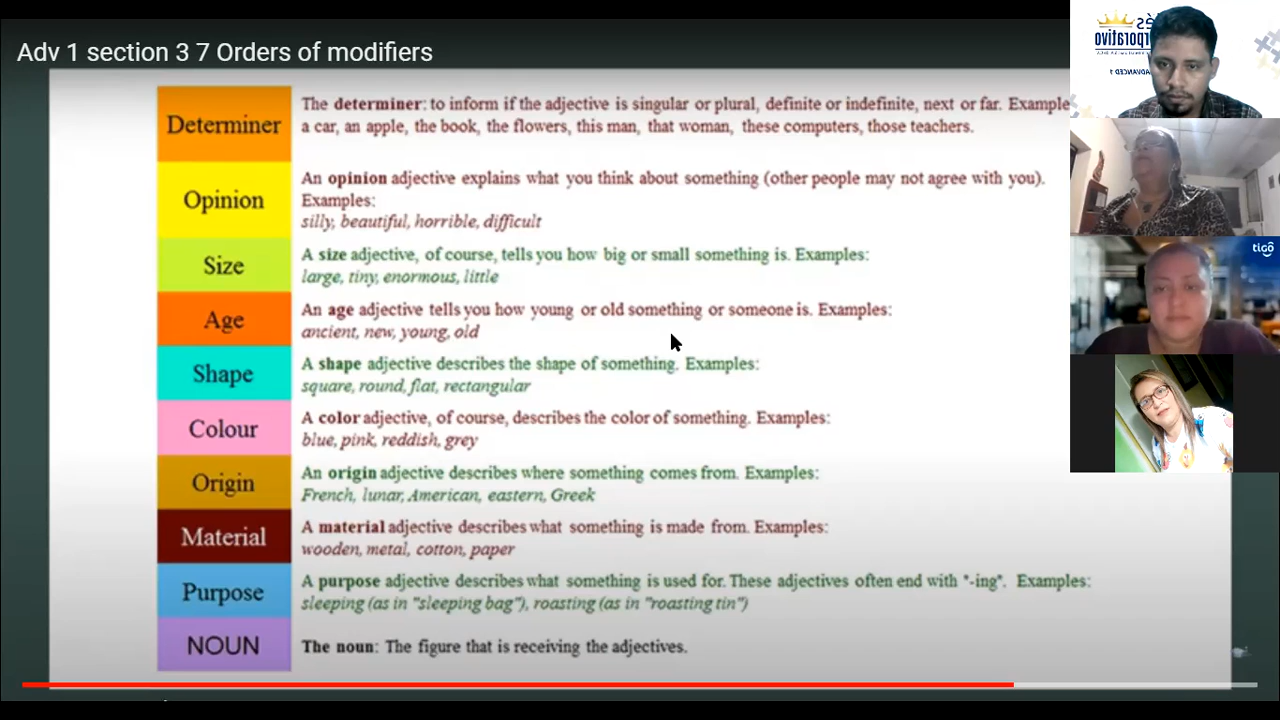 Adv 1 section 3 7 Orders of modifiers
Determiner
The determiner: to inform if the adjective is singular or plural, definite or indefinite, next or far. Example
a car, an apple, the book, the flowers, this man, that woman, these computers, those teachers.
Opinion
An opinion adjective explains what you think about something (other people may not agree with you).
Examples:
silly, beautiful, horrible, difficult
Size
A size adjective, of course, tells you how big or small something is. Examples:
large, tiny, enormous, little
Age
An age adjective tells you how young or old something or someone is. Examples:
ancient, new, young, old
Shape
A shape adjective describes the shape of something. Examples:
square, round, flat, rectangular
Colour
A color adjective, of course, describes the color of something. Examples:
blue, pink, reddish, grey
Origin
An origin adjective describes where something comes from. Examples:
French, lunar, American, eastern, Greek
Material
A material adjective describes what something is made from. Examples:
wooden, metal, cotton, paper
Purpose
A purpose adjective describes what something is used for. These adjectives often end with "-ing". Examples:
sleeping (as in "sleeping bag"), roasting (as in "roasting tin")
NOUN
The noun: The figure that is receiving the adjectives.
és
porativo
ADVANCED 1
tigo